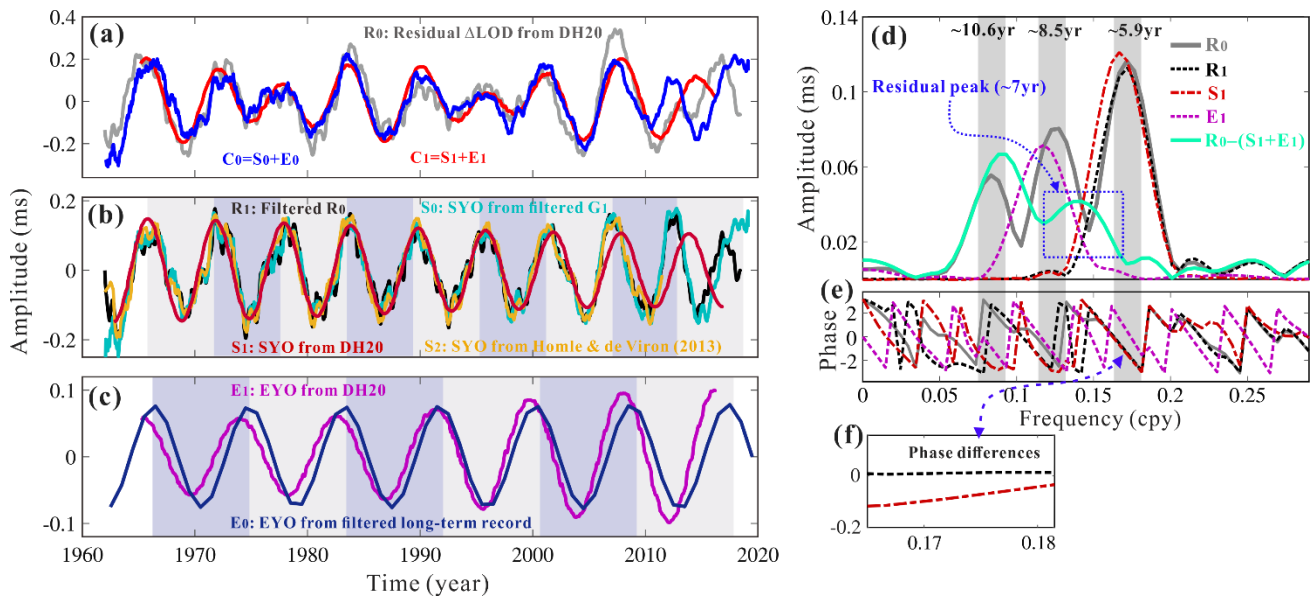 (a)
R0: Residual ΔLOD from DH20
C0=S0+E0
C1=S1+E1
0.4
0.2
0
-0.2
(b)
R1: Filtered R0
S0: SYO from filtered G1
S1: SYO from DH20
S2: SYO from Homle & de Viron (2013)
0.2
0
-0.2
Amplitude (ms)
(c)
E1: EYO from DH20
E0: EYO from filtered long-term record
0.1
0
-0.1
1960 1970 1980 1990 2000 2010 2020
Time (year)
~10.6yr ~8.5yr ~5.9yr
(d)
R0
R1
S1
E1
R0−(S1+E1)
Residual peak (~7yr)
0.14
0.1
0.06
0.02
Amplitude (ms)
(e)
Phase
2
0
-2
0 0.05 0.1 0.15 0.2 0.25
Frequency (cpy)
(f)
Phase differences
0
-0.2
0.17 0.18